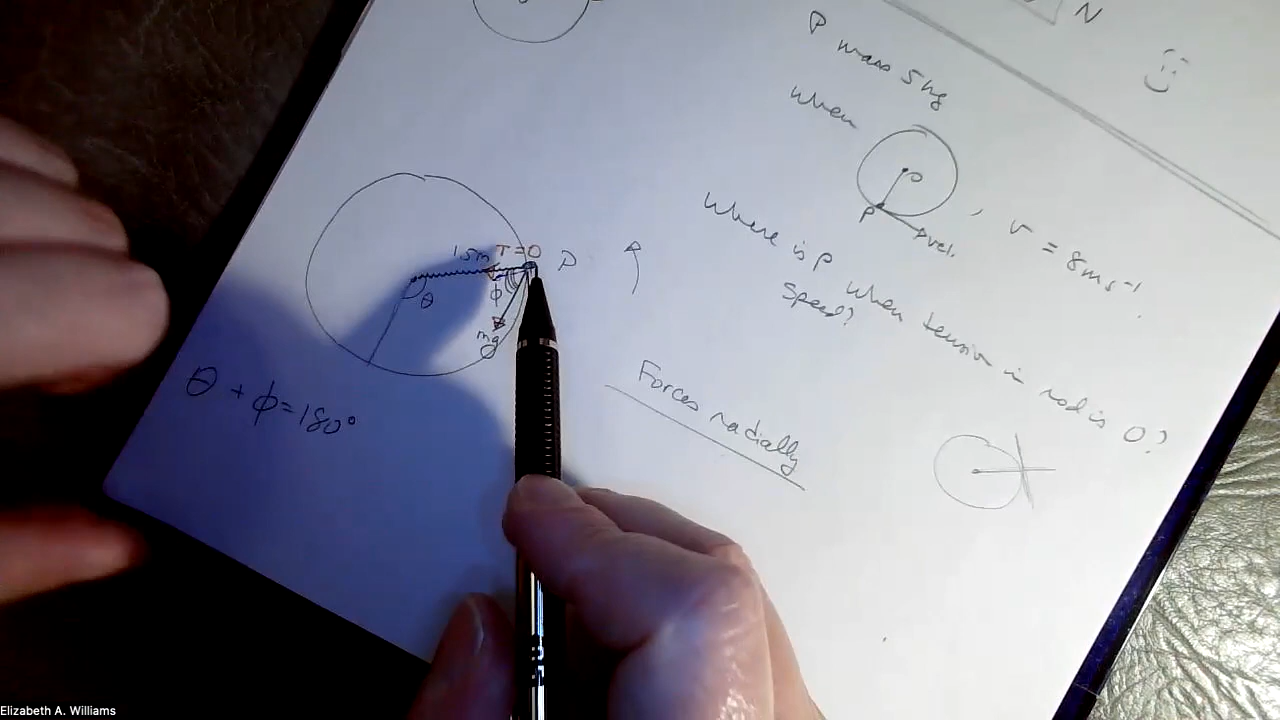 N
P mass 5kg
When
O
P
vel.
, v = 8ms⁻¹.
Where is P when tension in rod is 0?
Speed?
1.5m
T=0
P
θ
φ
mg
θ + φ = 180°
Forces radially
Elizabeth A. Williams